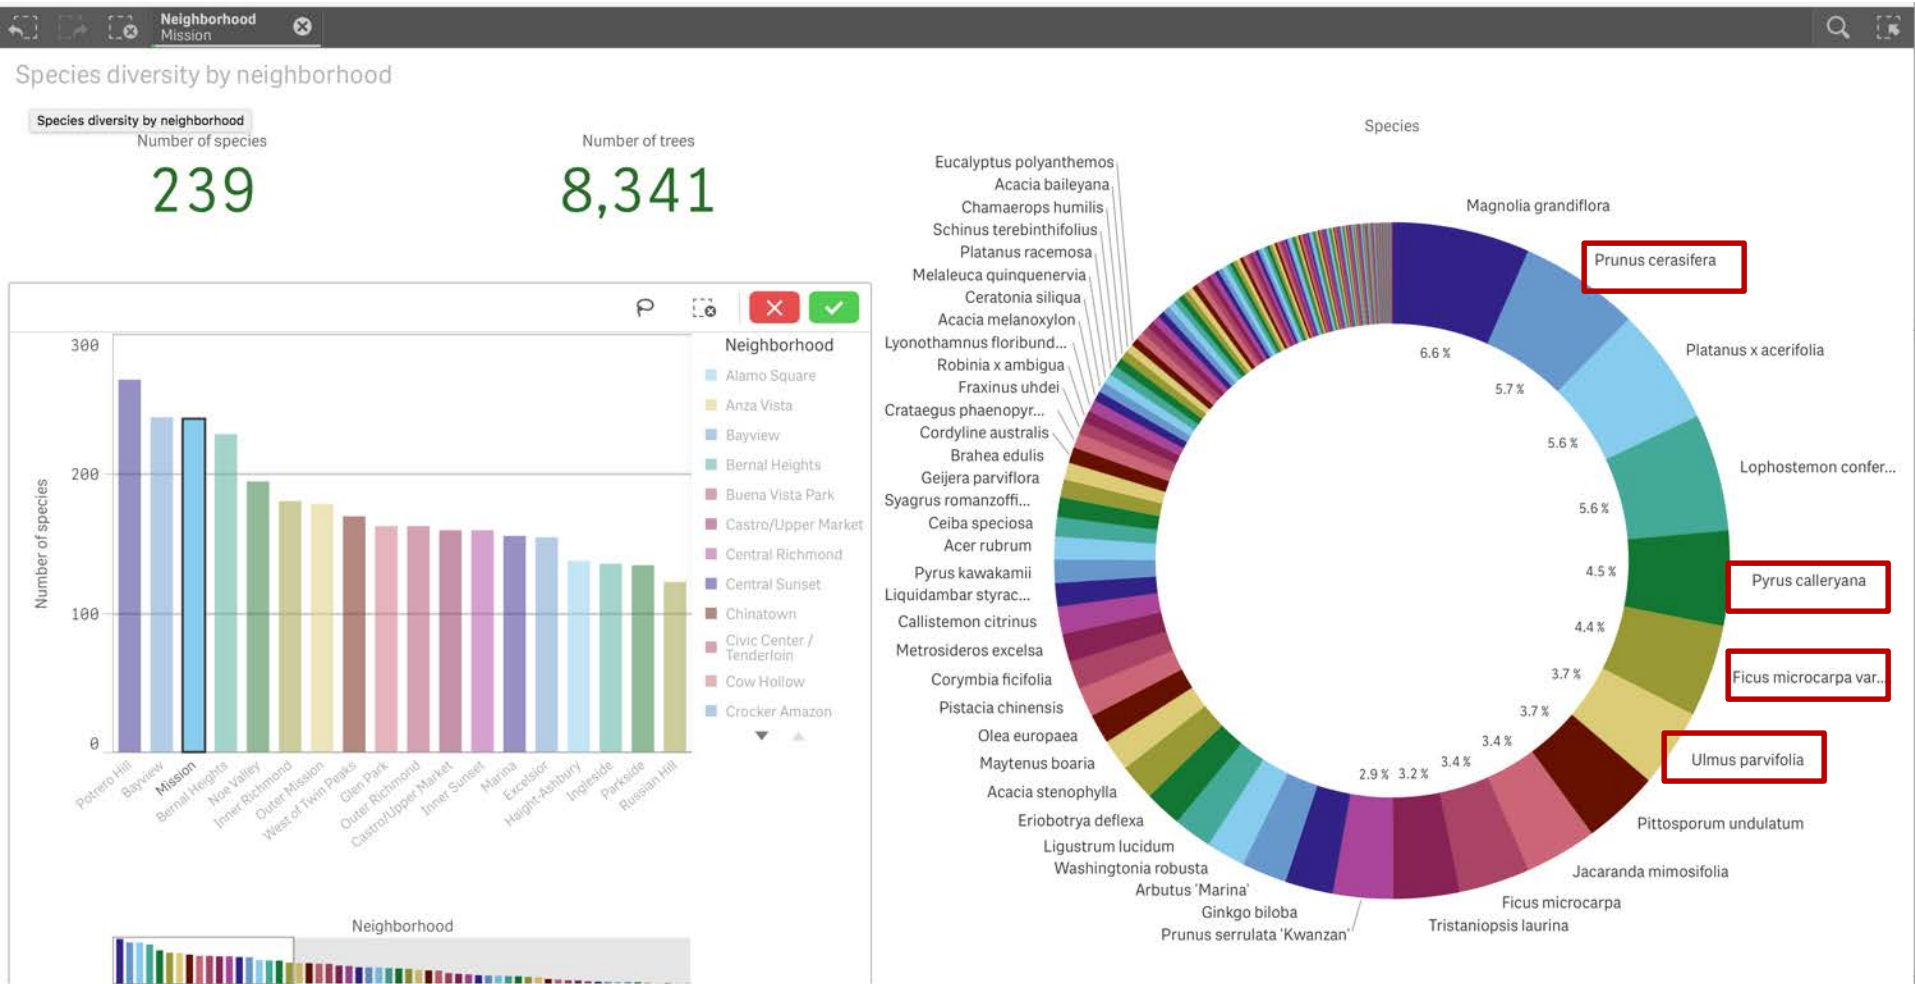 Neighborhood
Mission
Species diversity by neighborhood
Species diversity by neighborhood
Number of species
239
Number of trees
8,341
300
200
100
0
Number of species
Potrero Hill
Bayview
Mission
Bernal Heights
Noe Valley
Inner Richmond
Outer Mission
West of Twin Peaks
Glen Park
Outer Richmond
Castro/Upper Market
Inner Sunset
Marina
Excelsior
Haight-Ashbury
Ingleside
Parkside
Russian Hill
Neighborhood
Neighborhood
Alamo Square
Anza Vista
Bayview
Bernal Heights
Buena Vista Park
Castro/Upper Market
Central Richmond
Central Sunset
Chinatown
Civic Center /
Tenderloin
Cow Hollow
Crocker Amazon
Species
Magnolia grandiflora
Prunus cerasifera
Platanus x acerifolia
Lophostemon confer...
Pyrus calleryana
Ficus microcarpa var...
Ulmus parvifolia
Pittosporum undulatum
Jacaranda mimosifolia
Ficus microcarpa
Tristaniopsis laurina
Prunus serrulata 'Kwanzan'
Ginkgo biloba
Arbutus 'Marina'
Washingtonia robusta
Ligustrum lucidum
Eriobotrya deflexa
Acacia stenophylla
Maytenus boaria
Olea europaea
Pistacia chinensis
Corymbia ficifolia
Metrosideros excelsa
Callistemon citrinus
Liquidambar styrac...
Pyrus kawakamii
Acer rubrum
Ceiba speciosa
Syagrus romanzoffi...
Geijera parviflora
Brahea edulis
Cordyline australis
Crataegus phaenopyr...
Fraxinus uhdei
Robinia x ambigua
Lyonothamnus floribund...
Acacia melanoxylon
Ceratonia siliqua
Melaleuca quinquenervia
Platanus racemosa
Schinus terebinthifolius
Chamaerops humilis
Acacia baileyana
Eucalyptus polyanthemos
6.6 %
5.7 %
5.6 %
5.6 %
4.5 %
4.4 %
3.7 %
3.7 %
3.4 %
3.4 %
3.2 %
2.9 %